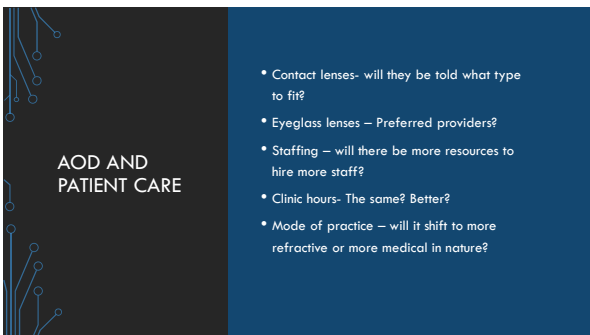 AOD AND
PATIENT CARE
• Contact lenses- will they be told what type
to fit?
• Eyeglass lenses – Preferred providers?
• Staffing – will there be more resources to
hire more staff?
• Clinic hours- The same? Better?
• Mode of practice – will it shift to more
refractive or more medical in nature?